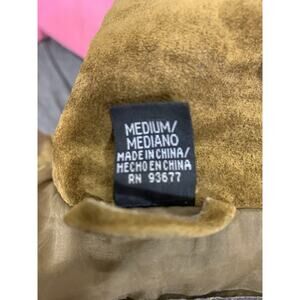 MEDIUM/
MEDIANO
MADE IN CHINA/
HECHO EN CHINA
RN 93677